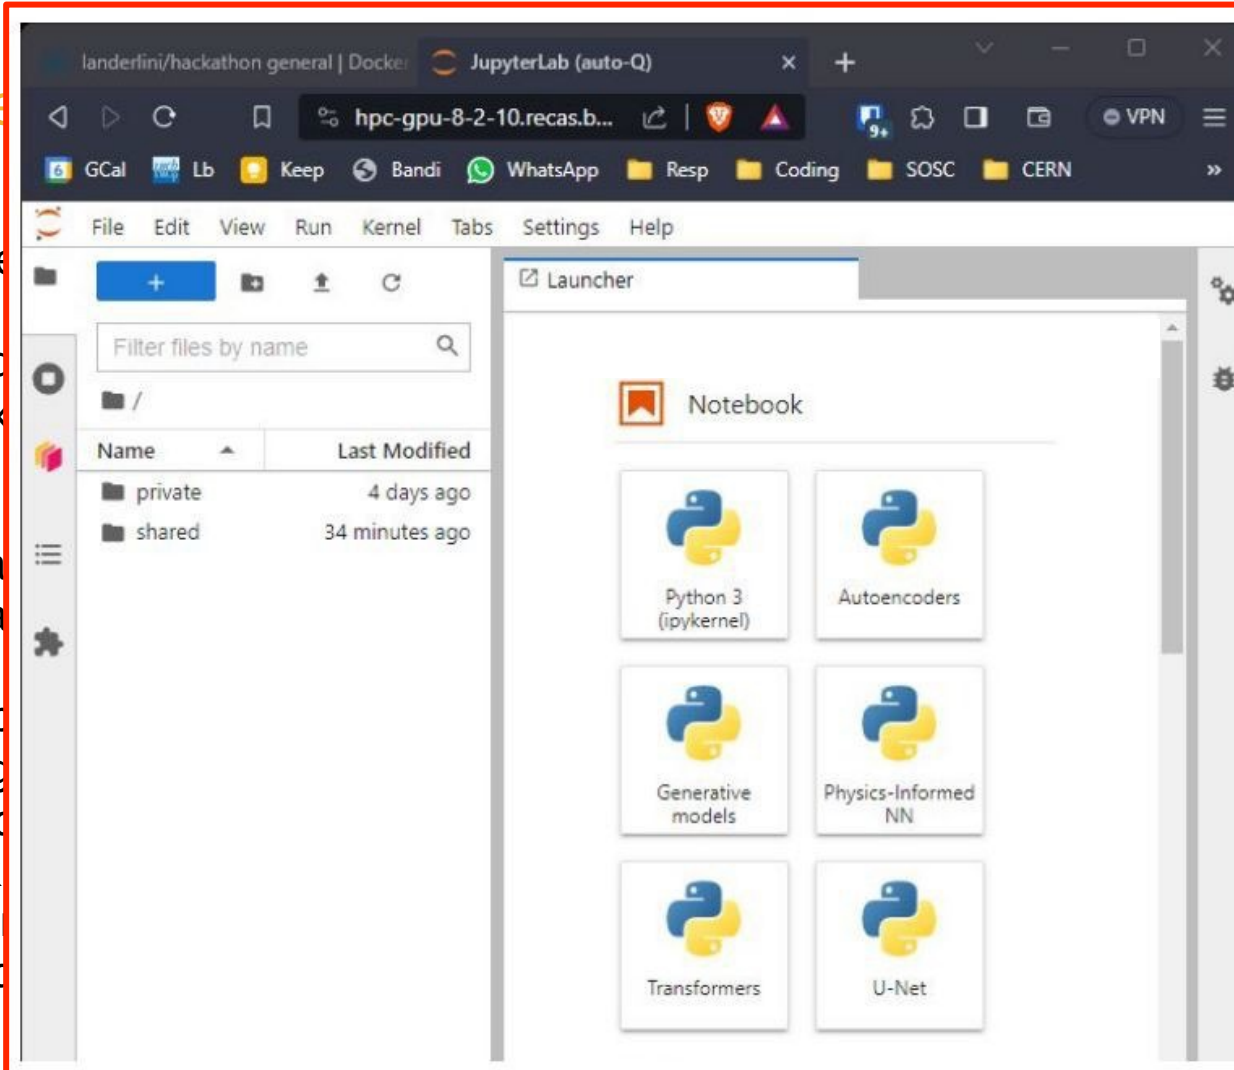 landerlini/hackathon general | Docker
JupyterLab (auto-Q)
hpc-gpu-8-2-10.recas.b...
9+
VPN
6 GCal Lb Keep Bandi WhatsApp Resp Coding SOSC CERN »
File Edit View Run Kernel Tabs Settings Help
Launcher
Filter files by name
/
Name Last Modified
private 4 days ago
shared 34 minutes ago
Notebook
Python 3
(ipykernel)
Autoencoders
Generative
models
Physics-Informed
NN
Transformers
U-Net